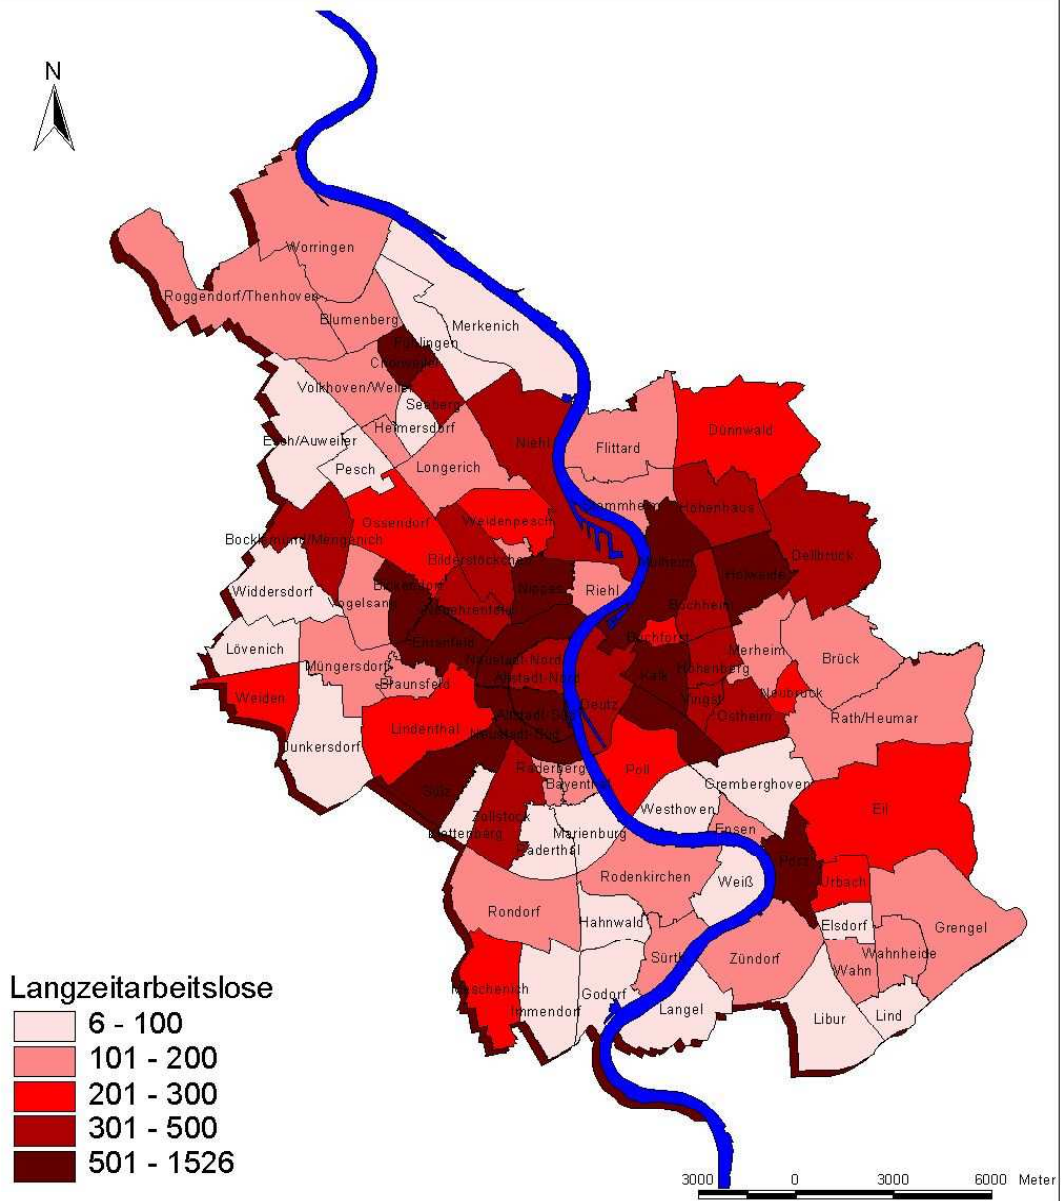 N
Worringen
Roggendorf/Thenhoven
Blumenberg
Merkenich
Fühlingen
Chorweiler
Volkhoven/Weiler
Seeberg
Heimersdorf
Esch/Auweiler
Pesch
Longerich
Niehl
Flittard
Dünnwald
Stammheim
Höhenhaus
Ossendorf
Weidenpesch
Bocklemünd/Mengenich
Bilderstöckchen
Dellbrück
Mülheim
Holweide
Widdersdorf
Vogelsang
Bickendorf
Nippes
Riehl
Neuehrenfeld
Buchheim
Ehrenfeld
Buchforst
Lövenich
Müngersdorf
Neustadt-Nord
Merheim
Brück
Braunsfeld
Altstadt-Nord
Kalk
Höhenberg
Weiden
Neubrück
Vingst
Deutz
Altstadt-Süd
Ostheim
Rath/Heumar
Lindenthal
Neustadt-Süd
Junkersdorf
Raderberg
Poll
Bayenthal
Gremberghoven
Sülz
Westhoven
Eil
Zollstock
Klettenberg
Marienburg
Ensen
Raderthal
Porz
Rodenkirchen
Weiß
Urbach
Rondorf
Hahnwald
Elsdorf
Grengel
Sürth
Zündorf
Wahnheide
Wahn
Meschenich
Immendorf
Godorf
Langel
Libur
Lind
Langzeitarbeitslose
6 - 100
101 - 200
201 - 300
301 - 500
501 - 1526
3000 0 3000 6000 Meter